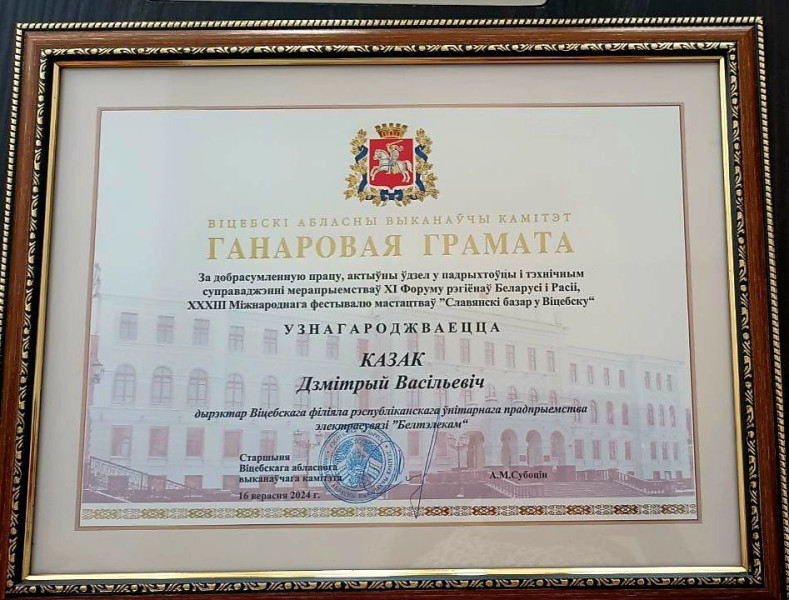 ВІЦЕБСКІ АБЛАСНЫ ВЫКАНАЎЧЫ КАМІТЭТ
ГАНАРОВАЯ ГРАМАТА
За добрасумленную працу, актыўны ўдзел у падрыхтоўцы і тэхнічным
суправаджэнні мерапрыемстваў XI Форуму рэгіёнаў Беларусі і Расіі,
XXXIII Міжнароднага фестывалю мастацтваў "Славянскі базар у Віцебску"
УЗНАГАРОДЖВАЕЦЦА
КАЗАК
Дзмітрый Васільевіч
дырэктар Віцебскага філіяла рэспубліканскага ўнітарнага прадпрыемства
электрасувязі "Белтэлекам"
Старшыня
Віцебскага абласнога
выканаўчага камітэта
А.М.Субоцін
16 верасня 2024 г.